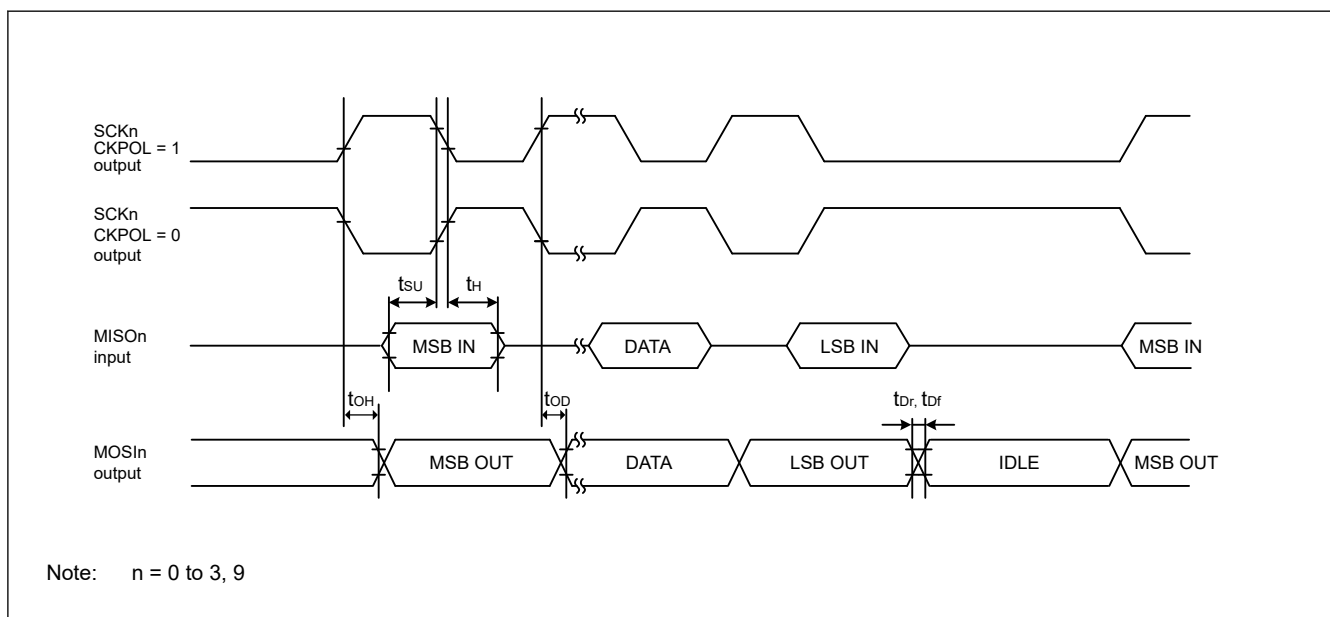 SCKn
CKPOL = 1
output
SCKn
CKPOL = 0
output
tSU
tH
MISOn
input
MSB IN
DATA
LSB IN
MSB IN
tOH
tOD
tDr, tDf
MOSIn
output
MSB OUT
DATA
LSB OUT
IDLE
MSB OUT
Note: n = 0 to 3, 9